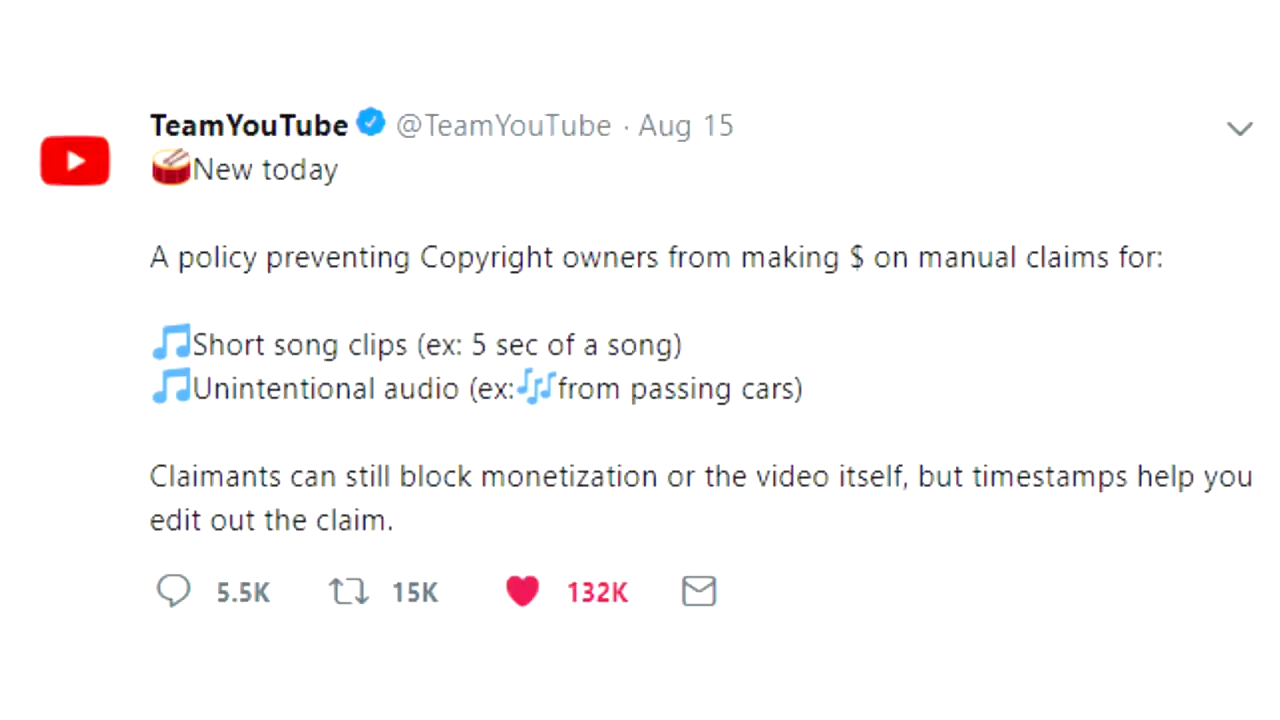 TeamYouTube @TeamYouTube · Aug 15
🥁New today
A policy preventing Copyright owners from making $ on manual claims for:
🎵Short song clips (ex: 5 sec of a song)
🎵Unintentional audio (ex:🎶from passing cars)
Claimants can still block monetization or the video itself, but timestamps help you
edit out the claim.
5.5K 15K 132K